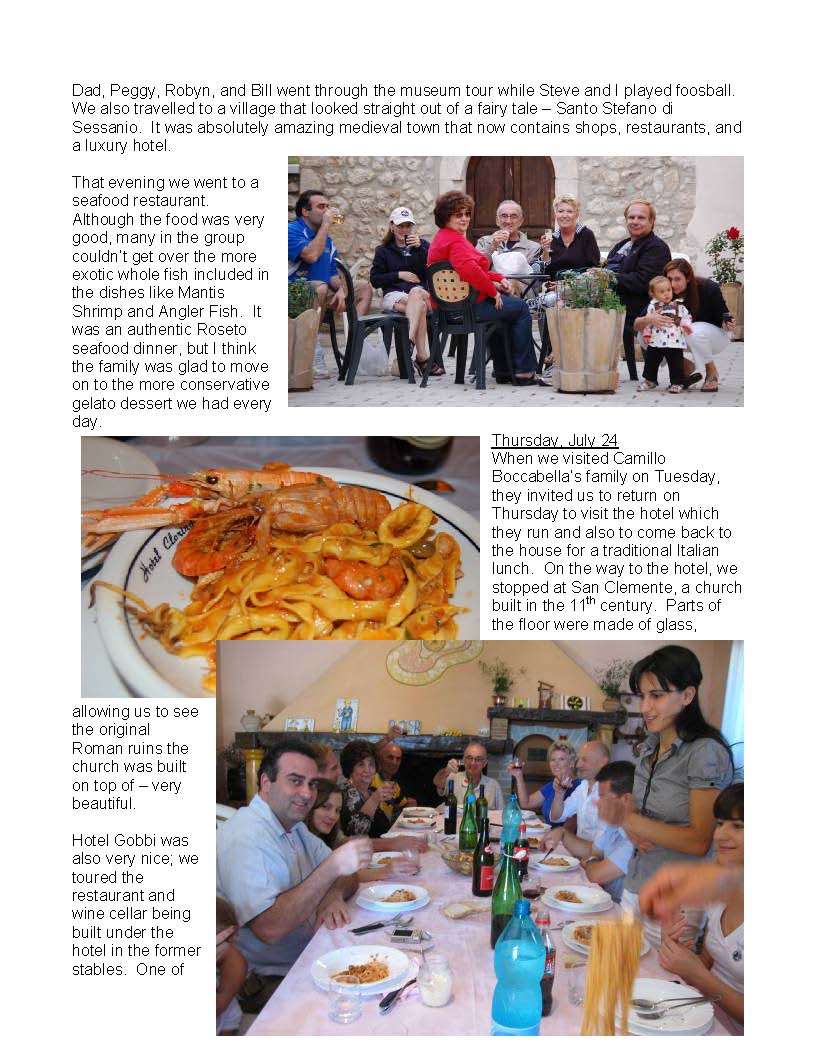 Dad, Peggy, Robyn, and Bill went through the museum tour while Steve and I played foosball.
We also travelled to a village that looked straight out of a fairy tale – Santo Stefano di
Sessanio. It was absolutely amazing medieval town that now contains shops, restaurants, and
a luxury hotel.
That evening we went to a
seafood restaurant.
Although the food was very
good, many in the group
couldn't get over the more
exotic whole fish included in
the dishes like Mantis
Shrimp and Angler Fish. It
was an authentic Roseto
seafood dinner, but I think
the family was glad to move
on to the more conservative
gelato dessert we had every
day.
Thursday, July 24
When we visited Camillo
Boccabella's family on Tuesday,
they invited us to return on
Thursday to visit the hotel which
they run and also to come back to
the house for a traditional Italian
lunch. On the way to the hotel, we
stopped at San Clemente, a church
built in the 11th century. Parts of
the floor were made of glass,
Hotel
allowing us to see
the original
Roman ruins the
church was built
on top of – very
beautiful.
Hotel Gobbi was
also very nice; we
toured the
restaurant and
wine cellar being
built under the
hotel in the former
stables. One of